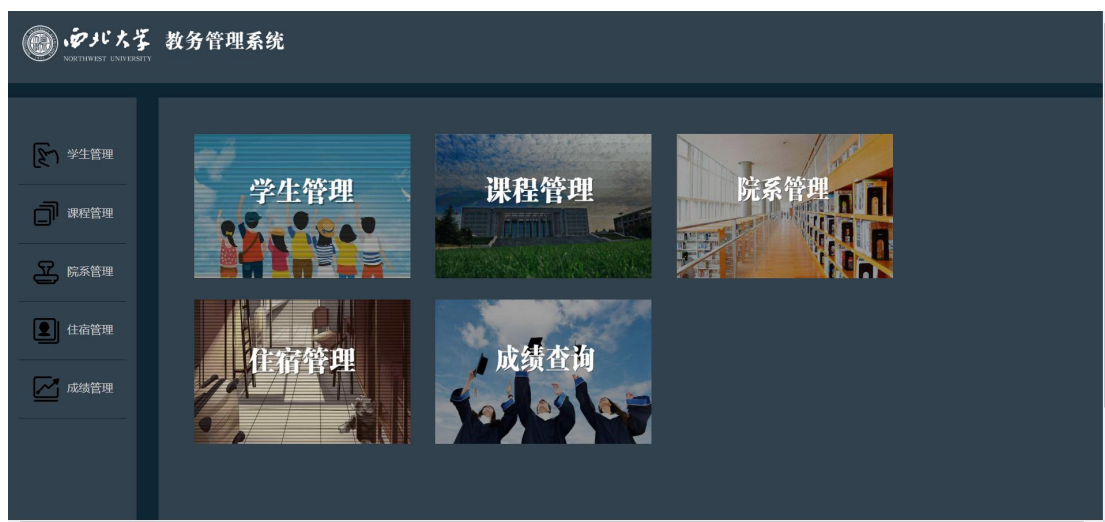 西北大学 教务管理系统
NORTHWEST UNIVERSITY
学生管理
课程管理
院系管理
住宿管理
成绩管理
学生管理
课程管理
院系管理
住宿管理
成绩查询